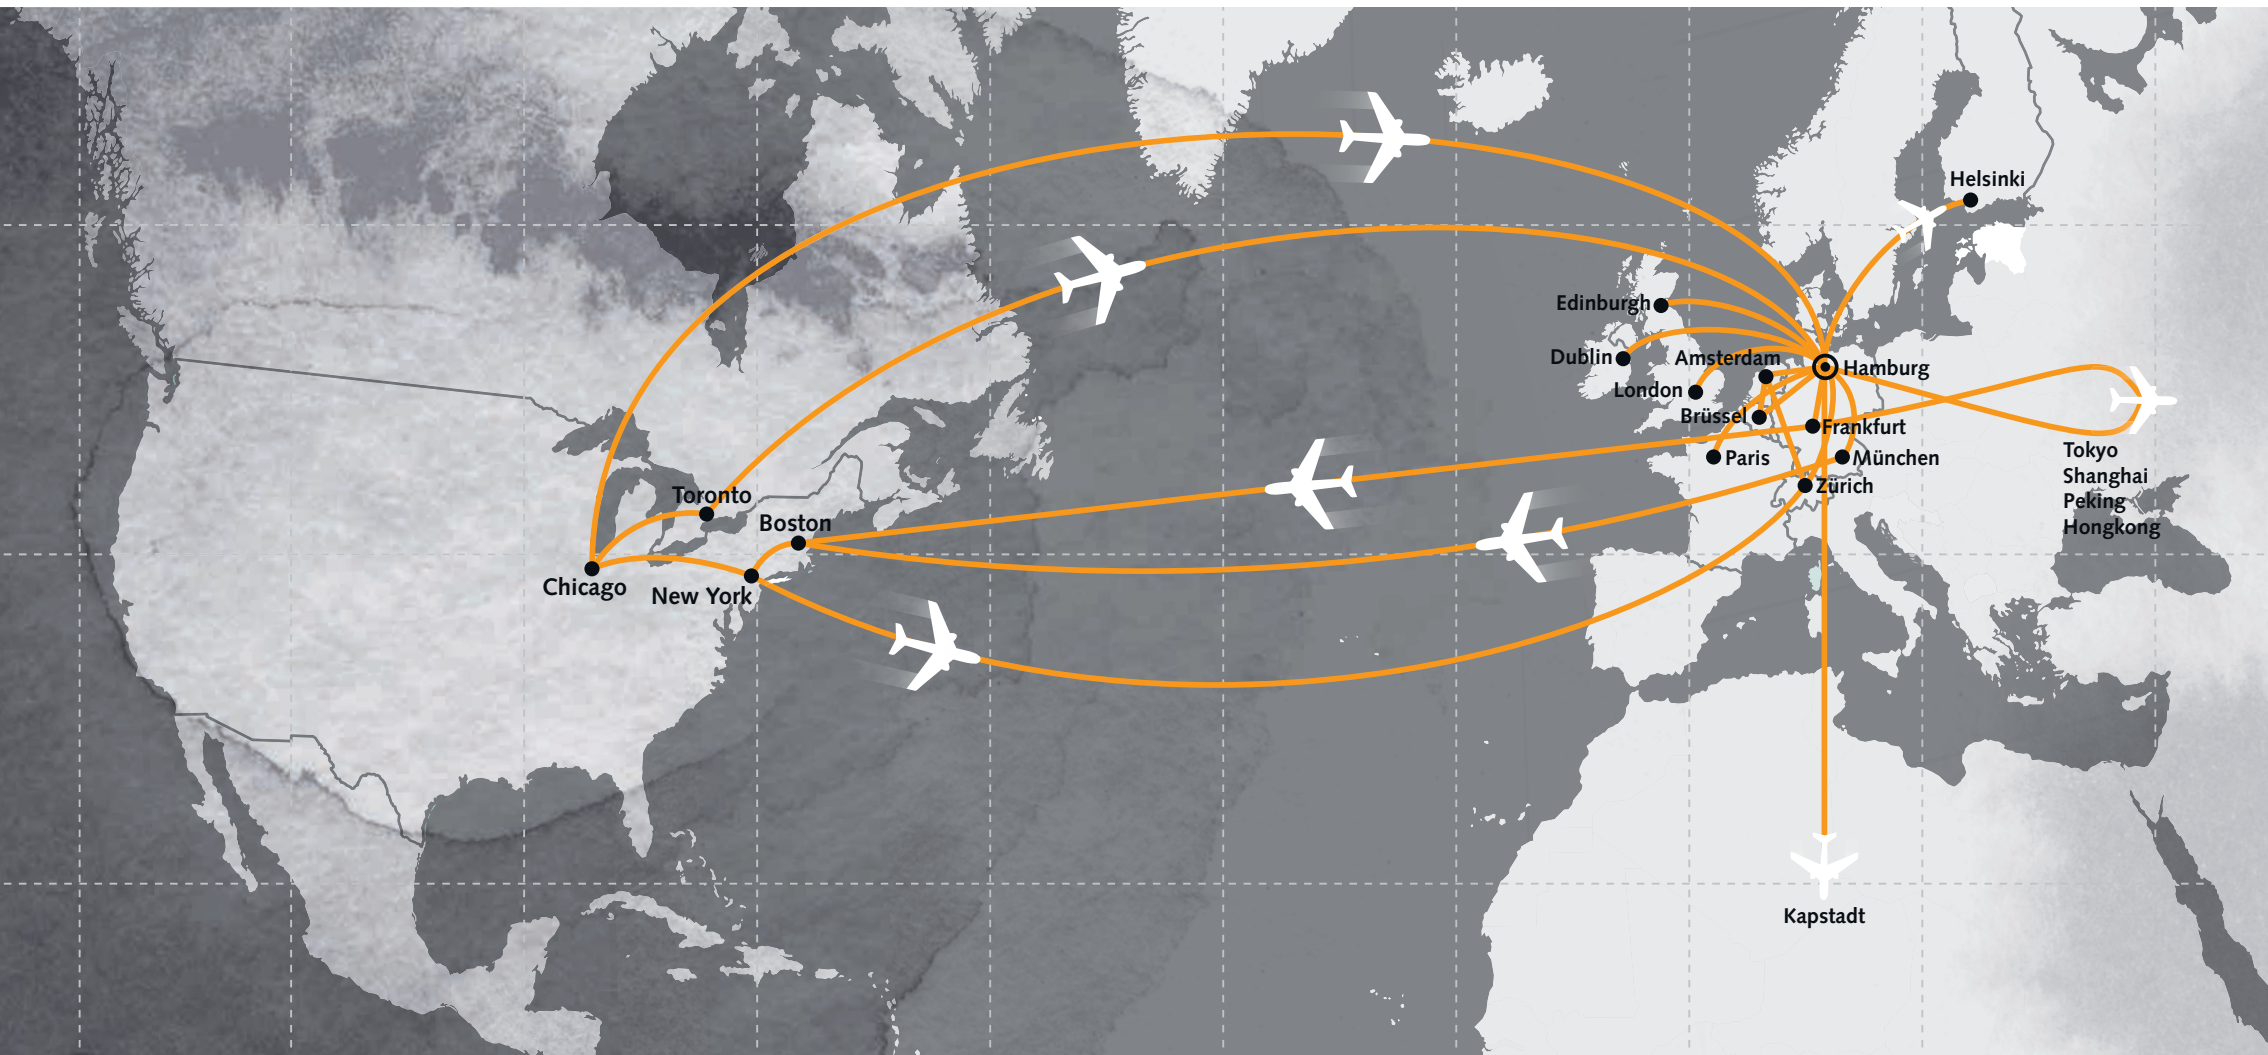 Helsinki
Edinburgh
Dublin
Amsterdam
Hamburg
London
Brüssel
Frankfurt
Paris
München
Zürich
Tokyo
Shanghai
Peking
Hongkong
Toronto
Boston
Chicago
New York
Kapstadt